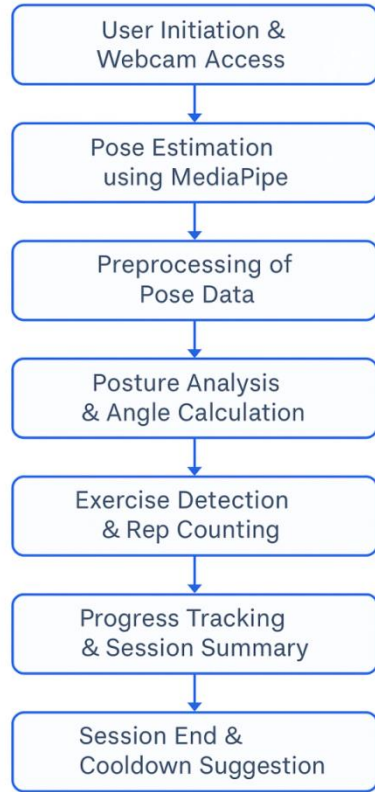 User Initiation &
Webcam Access
Pose Estimation
using MediaPipe
Preprocessing of
Pose Data
Posture Analysis
& Angle Calculation
Exercise Detection
& Rep Counting
Progress Tracking
& Session Summary
Session End &
Cooldown Suggestion